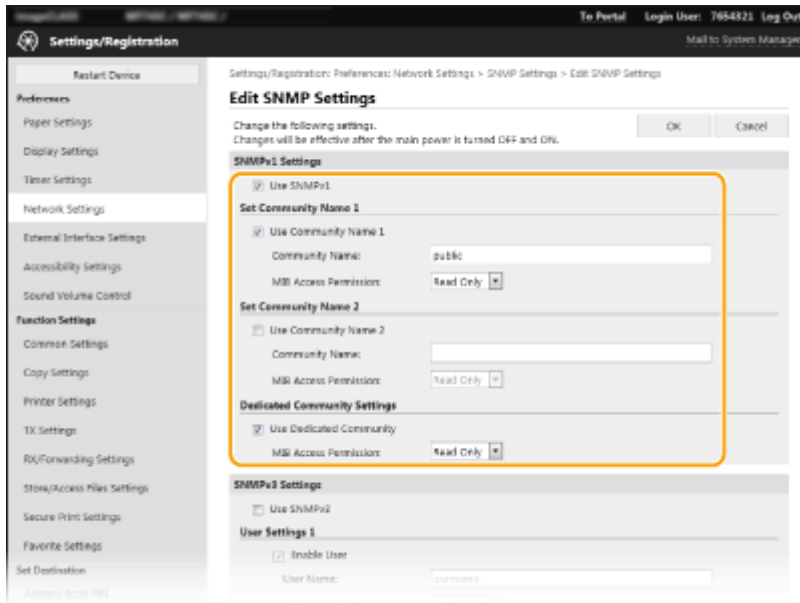 To Portal Login User: 7654321 Log Out
Settings/Registration
Mail to System Manager
Restart Device
Preferences
Paper Settings
Display Settings
Timer Settings
Network Settings
External Interface Settings
Accessibility Settings
Sound Volume Control
Function Settings
Common Settings
Copy Settings
Printer Settings
TX Settings
RX/Forwarding Settings
Store/Access Files Settings
Secure Print Settings
Favorite Settings
Set Destination
Address Book PIN
Settings/Registration: Preferences: Network Settings > SNMP Settings > Edit SNMP Settings
Edit SNMP Settings
Change the following settings.
Changes will be effective after the main power is turned OFF and ON.
OK Cancel
SNMPv1 Settings
Use SNMPv1
Set Community Name 1
Use Community Name 1
Community Name: public
MIB Access Permission: Read Only
Set Community Name 2
Use Community Name 2
Community Name:
MIB Access Permission: Read Only
Dedicated Community Settings
Use Dedicated Community
MIB Access Permission: Read Only
SNMPv3 Settings
Use SNMPv3
User Settings 1
Enable User
User Name: username